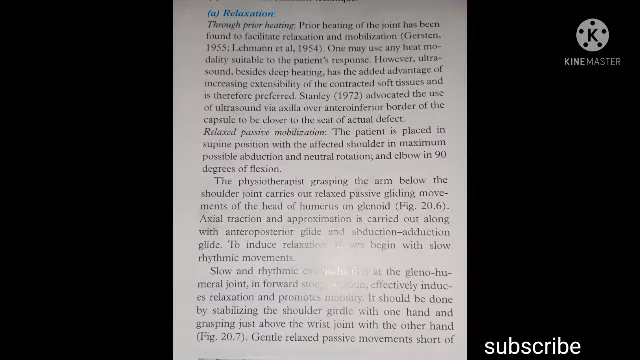 (a) Relaxation:
Through prior heating: Prior heating of the joint has been
found to facilitate relaxation and mobilization (Gersten,
1955; Lehmann et al, 1954). One may use any heat mo-
dality suitable to the patient's response. However, ultra-
sound, besides deep heating, has the added advantage of
increasing extensibility of the contracted soft tissues and
is therefore preferred. Stanley (1972) advocated the use
of ultrasound via axilla over anteroinferior border of the
capsule to be closer to the seat of actual defect.
Relaxed passive mobilization: The patient is placed in
supine position with the affected shoulder in maximum
possible abduction and neutral rotation; and elbow in 90
degrees of flexion.
The physiotherapist grasping the arm below the
shoulder joint carries out relaxed passive gliding move-
ments of the head of humerus on glenoid (Fig. 20.6).
Axial traction and approximation is carried out along
with anteroposterior glide and abduction–adduction
glide. To induce relaxation begin with slow
rhythmic movements.
Slow and rhythmic at the gleno-hu-
meral joint, in forward effectively induc-
es relaxation and promotes mobility. It should be done
by stabilizing the shoulder girdle with one hand and
grasping just above the wrist joint with the other hand
(Fig. 20.7). Gentle relaxed passive movements short of
K
KINEMASTER
subscribe